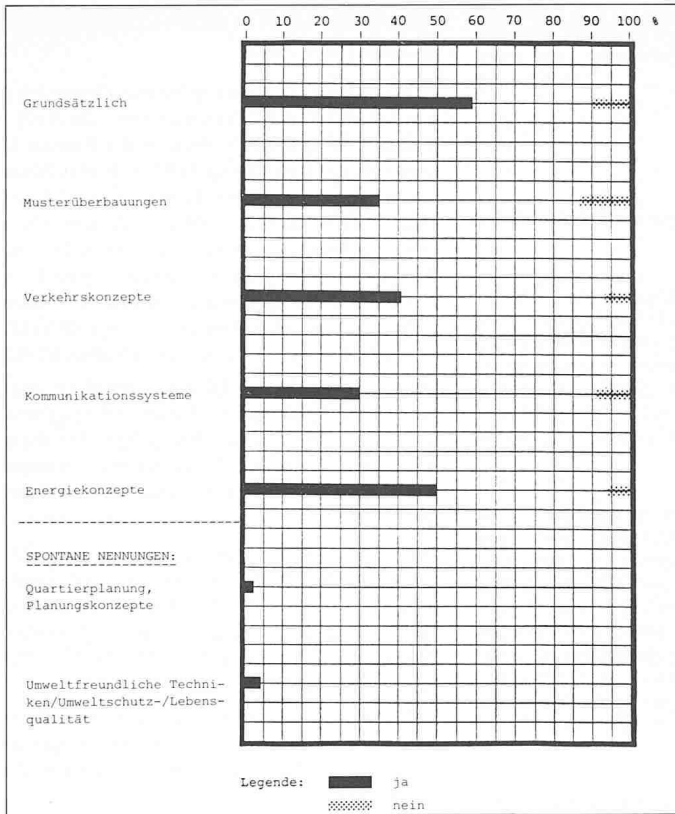 0 10 20 30 40 50 60 70 80 90 100 %
Grundsätzlich
Musterüberbauungen
Verkehrskonzepte
Kommunikationssysteme
Energiekonzepte
SPONTANE NENNUNGEN:
Quartierplanung,
Planungskonzepte
Umweltfreundliche Techni-
ken/Umweltschutz-/Lebens-
qualität
Legende: ja
nein